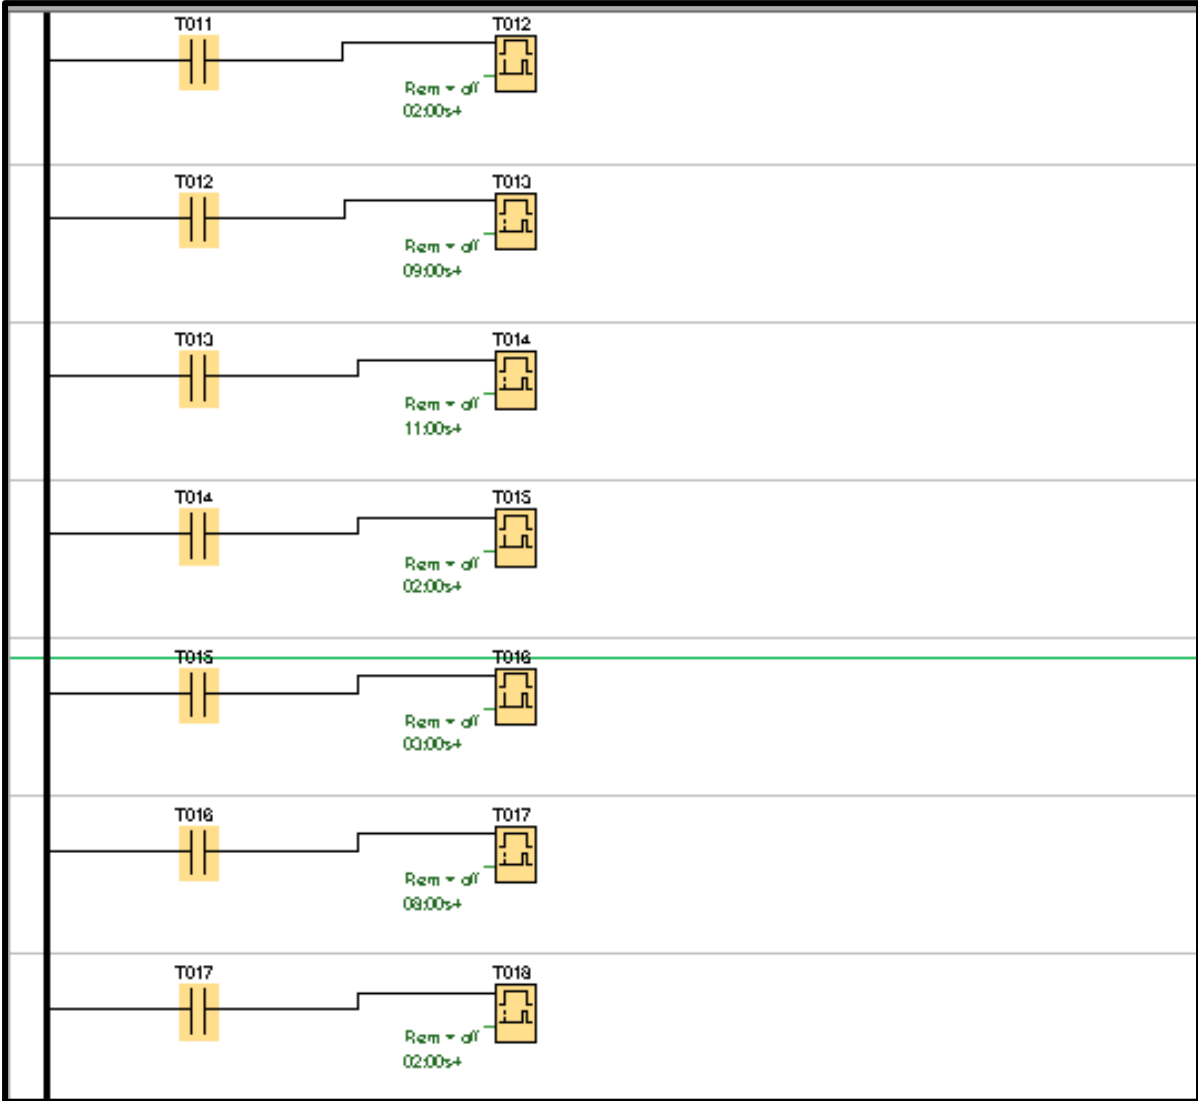 T011 T012
Rem = off
02:00s+
T012 T013
Rem = off
09:00s+
T013 T014
Rem = off
11:00s+
T014 T015
Rem = off
02:00s+
T015 T016
Rem = off
03:00s+
T016 T017
Rem = off
08:00s+
T017 T018
Rem = off
02:00s+